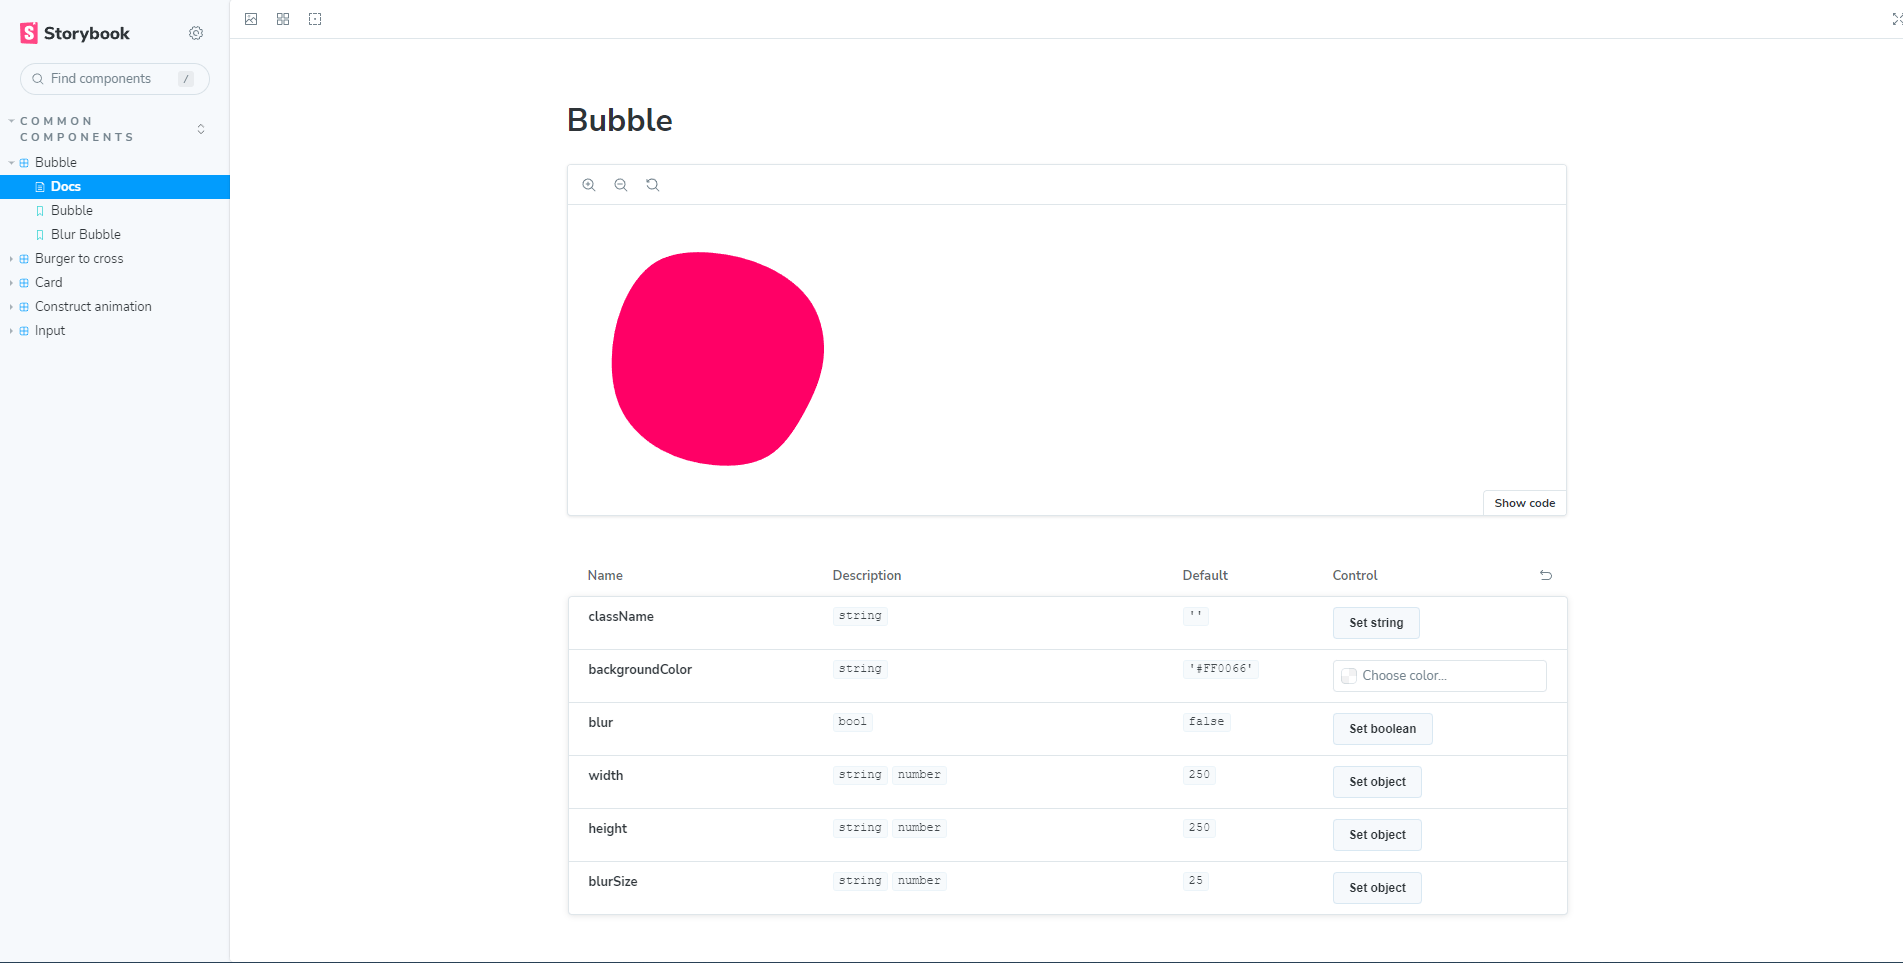 Storybook
Find components /
COMMON
COMPONENTS
Bubble
Docs
Bubble
Blur Bubble
Burger to cross
Card
Construct animation
Input
Bubble
Show code
Name Description Default Control
className string '' Set string
backgroundColor string '#FF0066' Choose color...
blur bool false Set boolean
width string number 250 Set object
height string number 250 Set object
blurSize string number 25 Set object